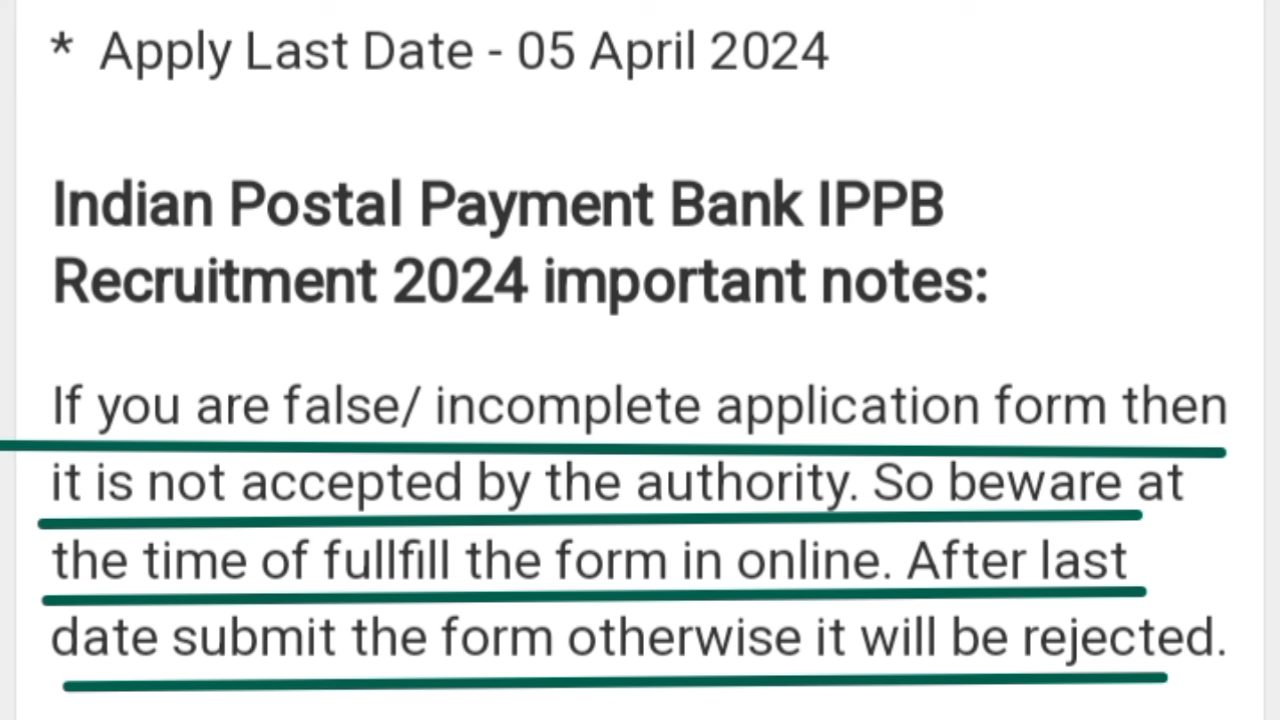 * Apply Last Date - 05 April 2024
Indian Postal Payment Bank IPPB
Recruitment 2024 important notes:
If you are false/ incomplete application form then
it is not accepted by the authority. So beware at
the time of fullfill the form in online. After last
date submit the form otherwise it will be rejected.